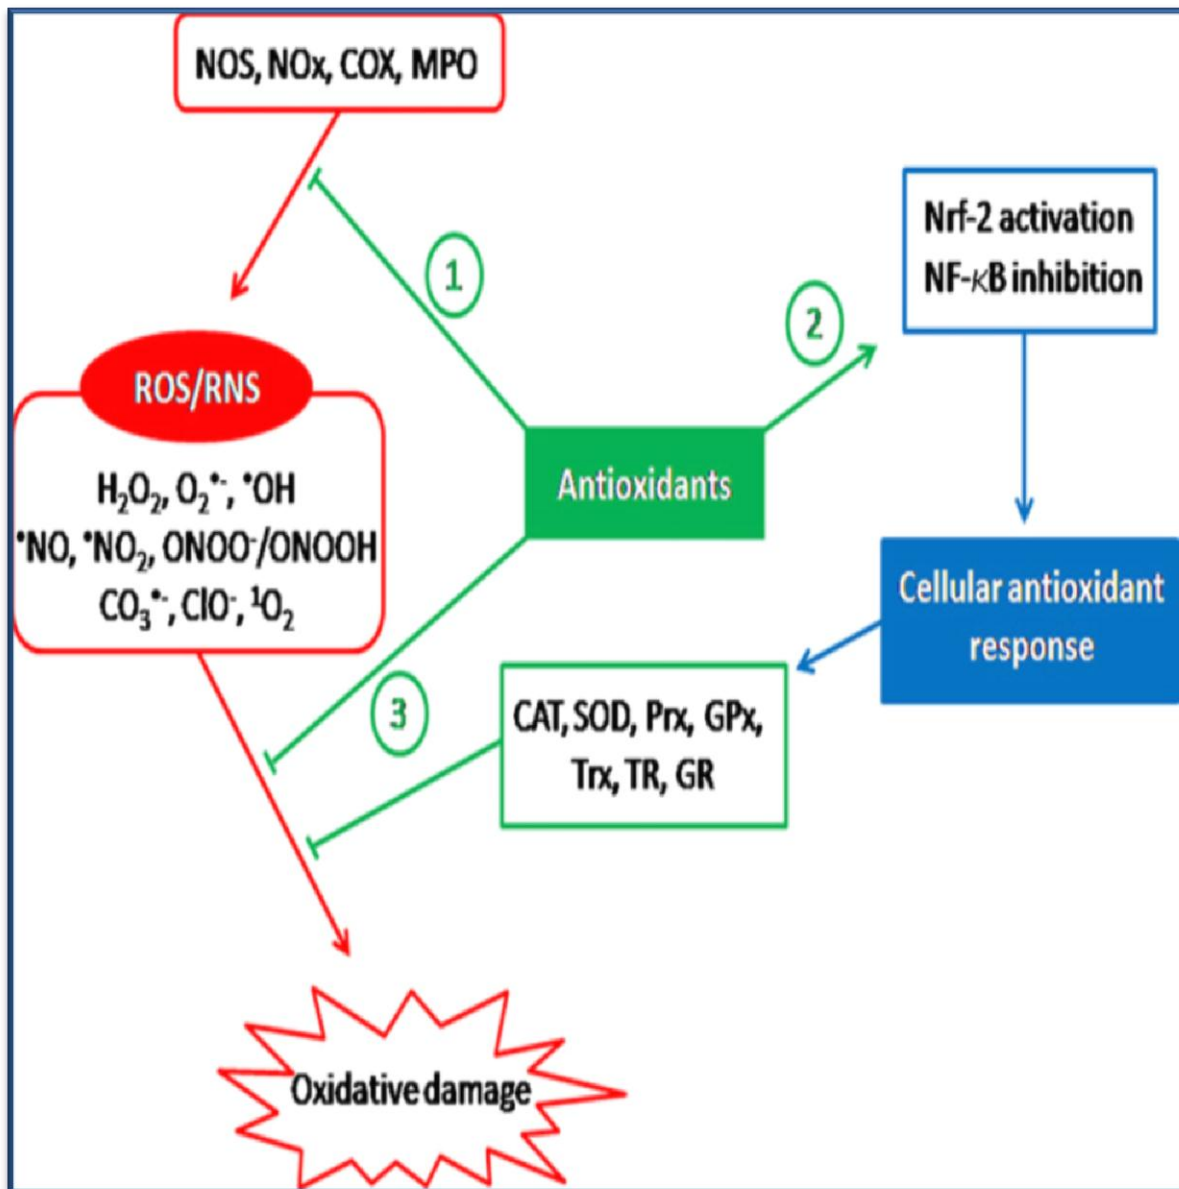 NOS, NOx, COX, MPO
1
2
Nrf-2 activation
NF-κB inhibition
ROS/RNS
H₂O₂, O₂•-, •OH
•NO, •NO₂, ONOO⁻/ONOOH
CO₃•-, ClO⁻, ¹O₂
Antioxidants
Cellular antioxidant
response
3
CAT, SOD, Prx, GPx,
Trx, TR, GR
Oxidative damage